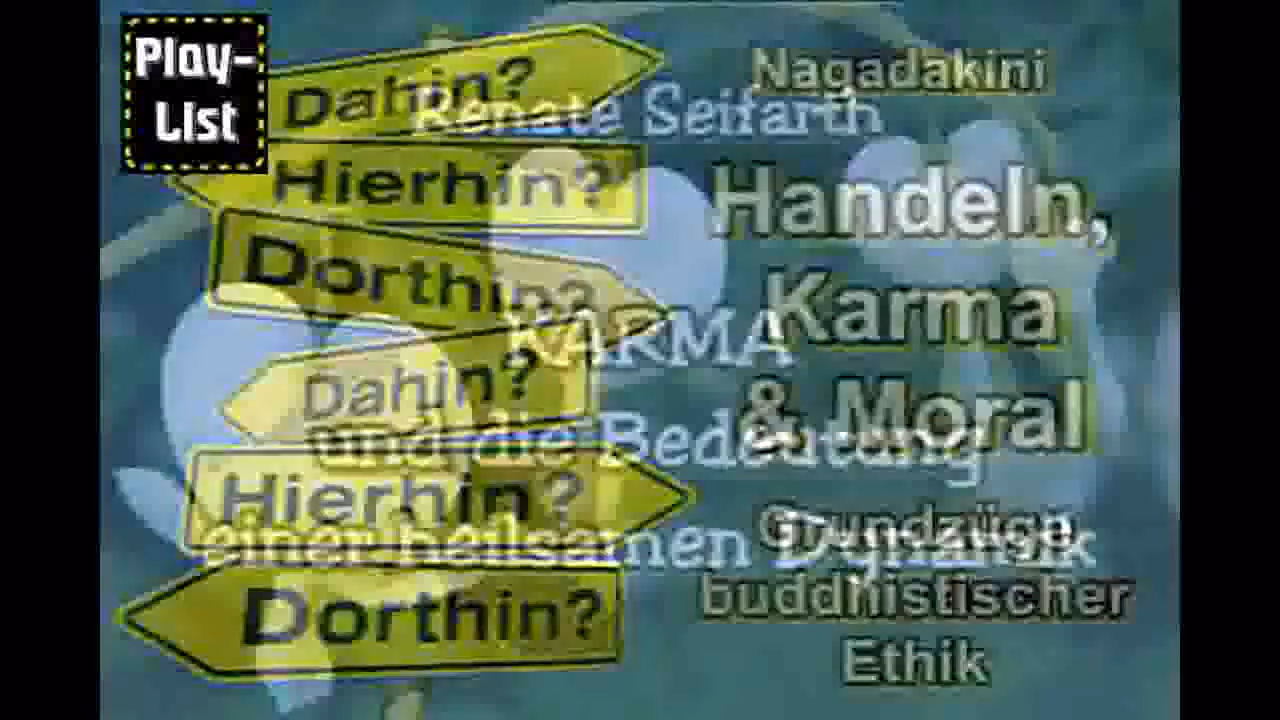 Play-
List
Dahin?
Hierhin?
Dorthin?
Dahin?
Hierhin?
Dorthin?
Renate Seifarth
KARMA
und die Bedeutung
einer heilsamen Dynamik
Nagadakini
Handeln,
Karma
& Moral
Grundzüge
buddhistischer
Ethik